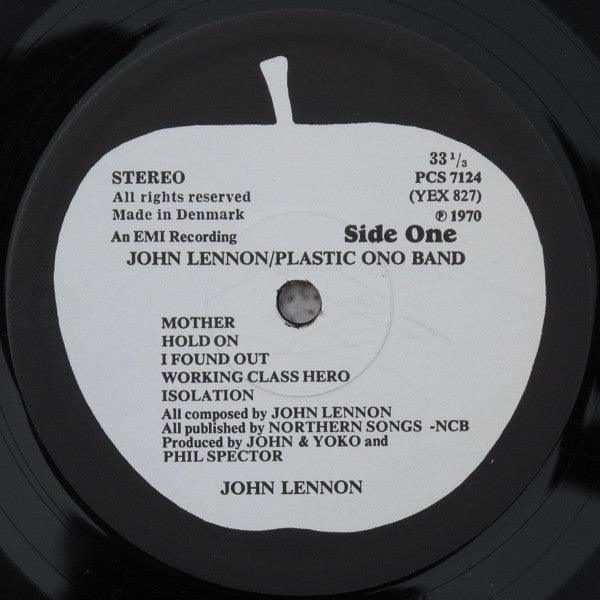 33 1/3
STEREO PCS 7124
All rights reserved (YEX 827)
Made in Denmark ℗ 1970
An EMI Recording Side One
JOHN LENNON/PLASTIC ONO BAND
MOTHER
HOLD ON
I FOUND OUT
WORKING CLASS HERO
ISOLATION
All composed by JOHN LENNON
All published by NORTHERN SONGS -NCB
Produced by JOHN & YOKO and
PHIL SPECTOR
JOHN LENNON